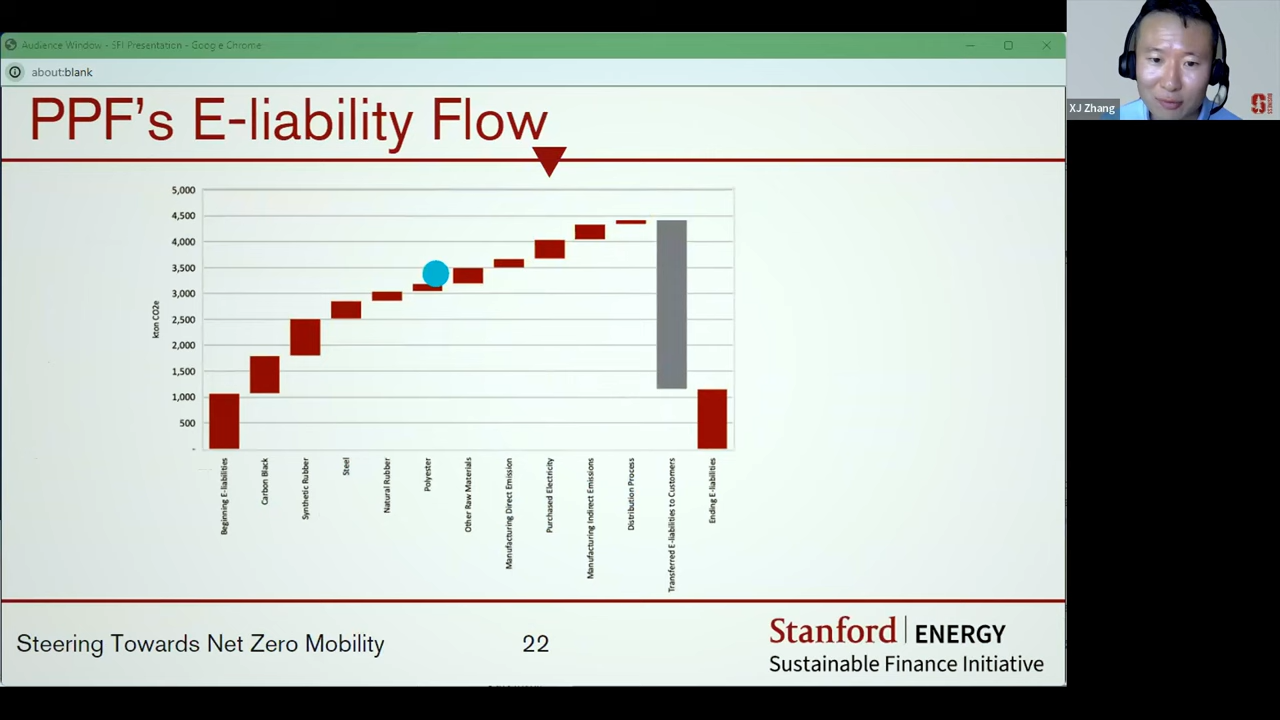 Audience Window - SFI Presentation - Google Chrome
about:blank
XJ Zhang
PPF's E-liability Flow
5,000
4,500
4,000
3,500
3,000
2,500
2,000
1,500
1,000
500
-
kton CO2e
Beginning E-liabilities
Carbon Black
Synthetic Rubber
Steel
Natural Rubber
Polyester
Other Raw Materials
Manufacturing Direct Emission
Purchased Electricity
Manufacturing Indirect Emissions
Distribution Process
Transferred E-liabilities to Customers
Ending E-liabilities
Steering Towards Net Zero Mobility
22
Stanford | ENERGY
Sustainable Finance Initiative